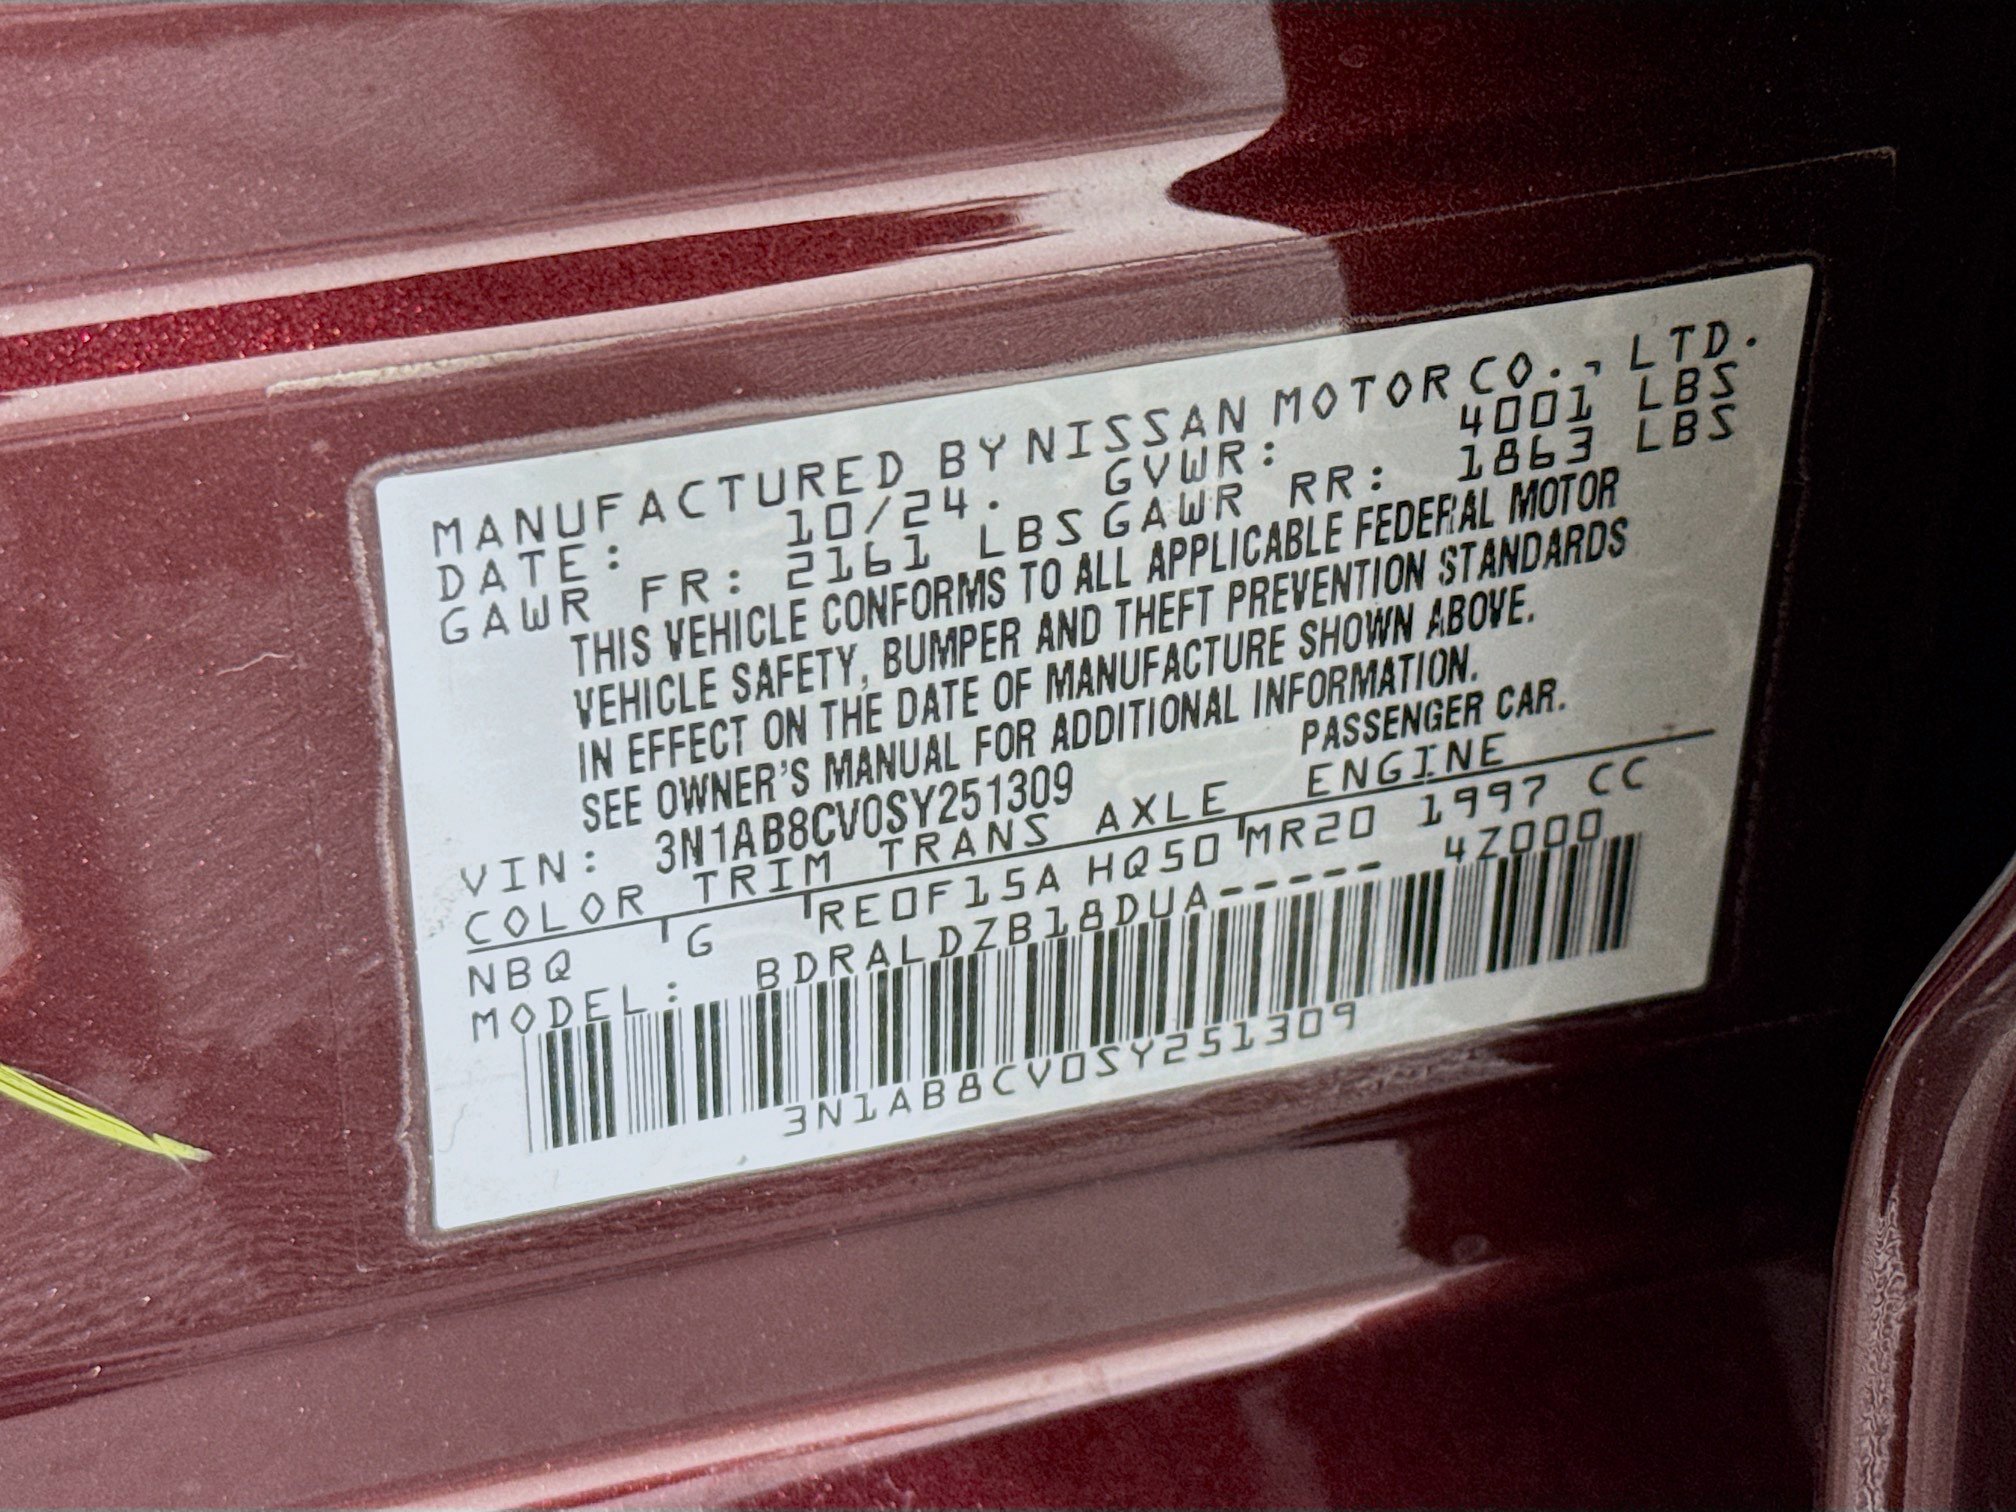 MANUFACTURED BY NISSAN MOTOR CO., LTD.
DATE: 10/24. GVWR: 4001 LBS
GAWR FR: 2161 LBS GAWR RR: 1863 LBS
THIS VEHICLE CONFORMS TO ALL APPLICABLE FEDERAL MOTOR
VEHICLE SAFETY, BUMPER AND THEFT PREVENTION STANDARDS
IN EFFECT ON THE DATE OF MANUFACTURE SHOWN ABOVE.
SEE OWNER'S MANUAL FOR ADDITIONAL INFORMATION.
VIN: 3N1AB8CV0SY251309 PASSENGER CAR.
COLOR TRIM TRANS AXLE ENGINE
NBQ G RE0F15A HQ50 MR20 1997 CC
MODEL: BDRALDZB18DUA----- 4Z000
3N1AB8CV0SY251309